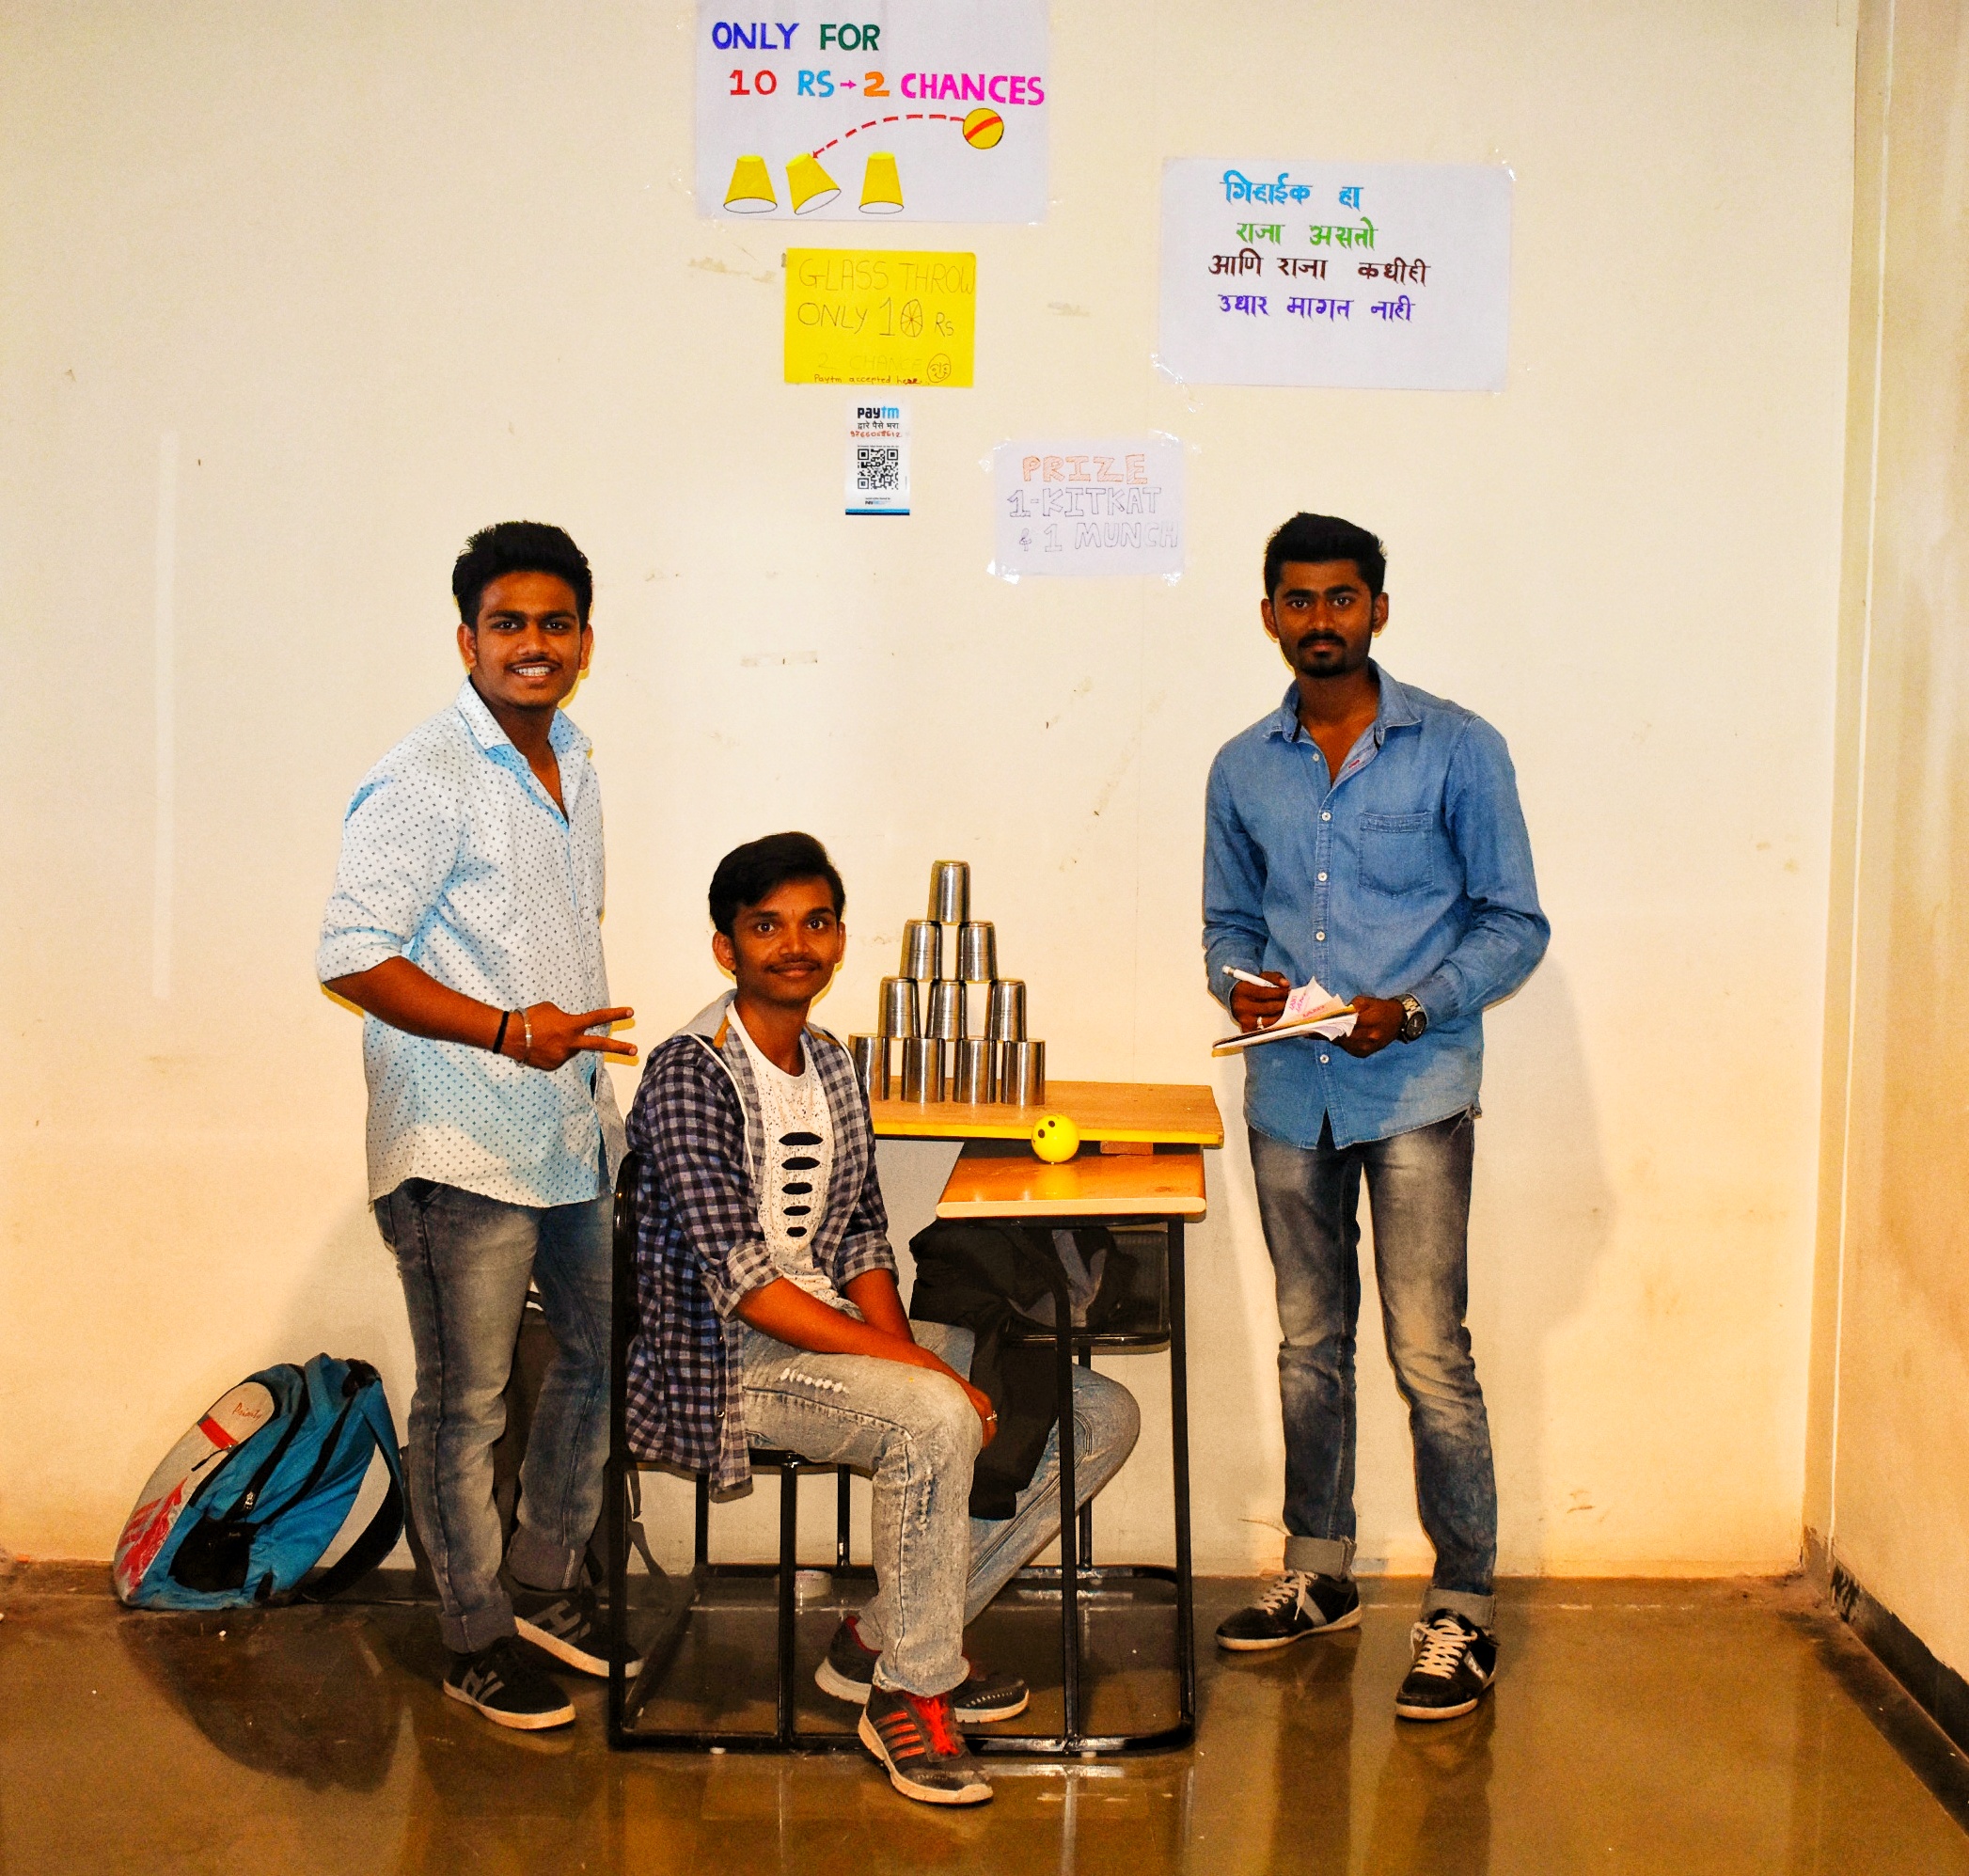 ONLY FOR
10 RS → 2 CHANCES
GLASS THROW
ONLY 10 Rs
2 CHANCE
Paytm accepted here
paytm
द्वारे पैसे भरा
गिऱ्हाईक हा
राजा असतो
आणि राजा कधीही
उधार मागत नाही
PRIZE
1-KITKAT
& 1 MUNCH